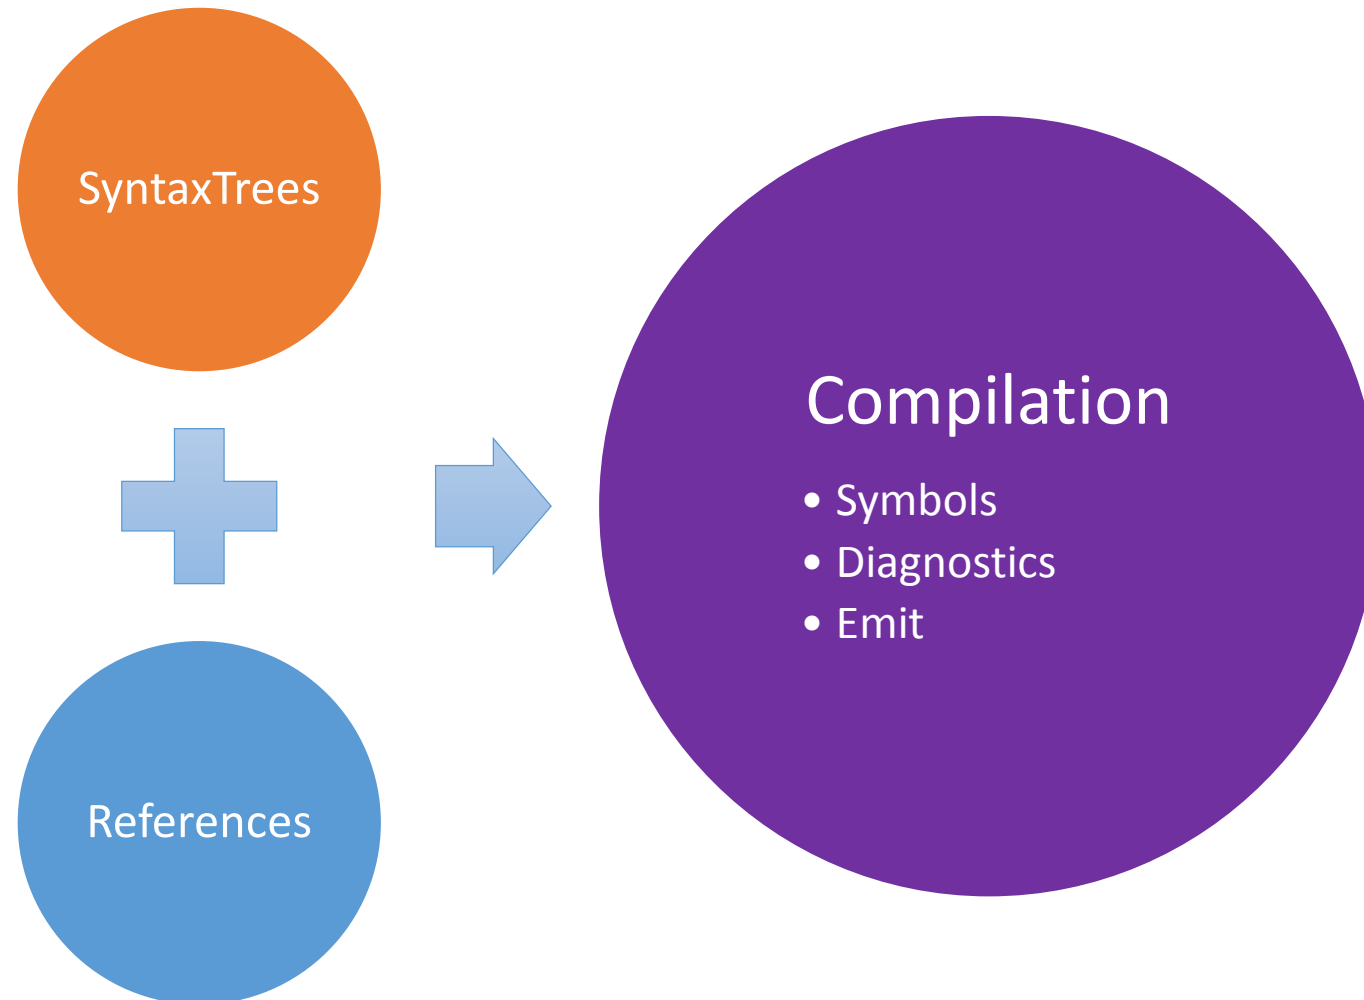 SyntaxTrees
References
Compilation
• Symbols
• Diagnostics
• Emit